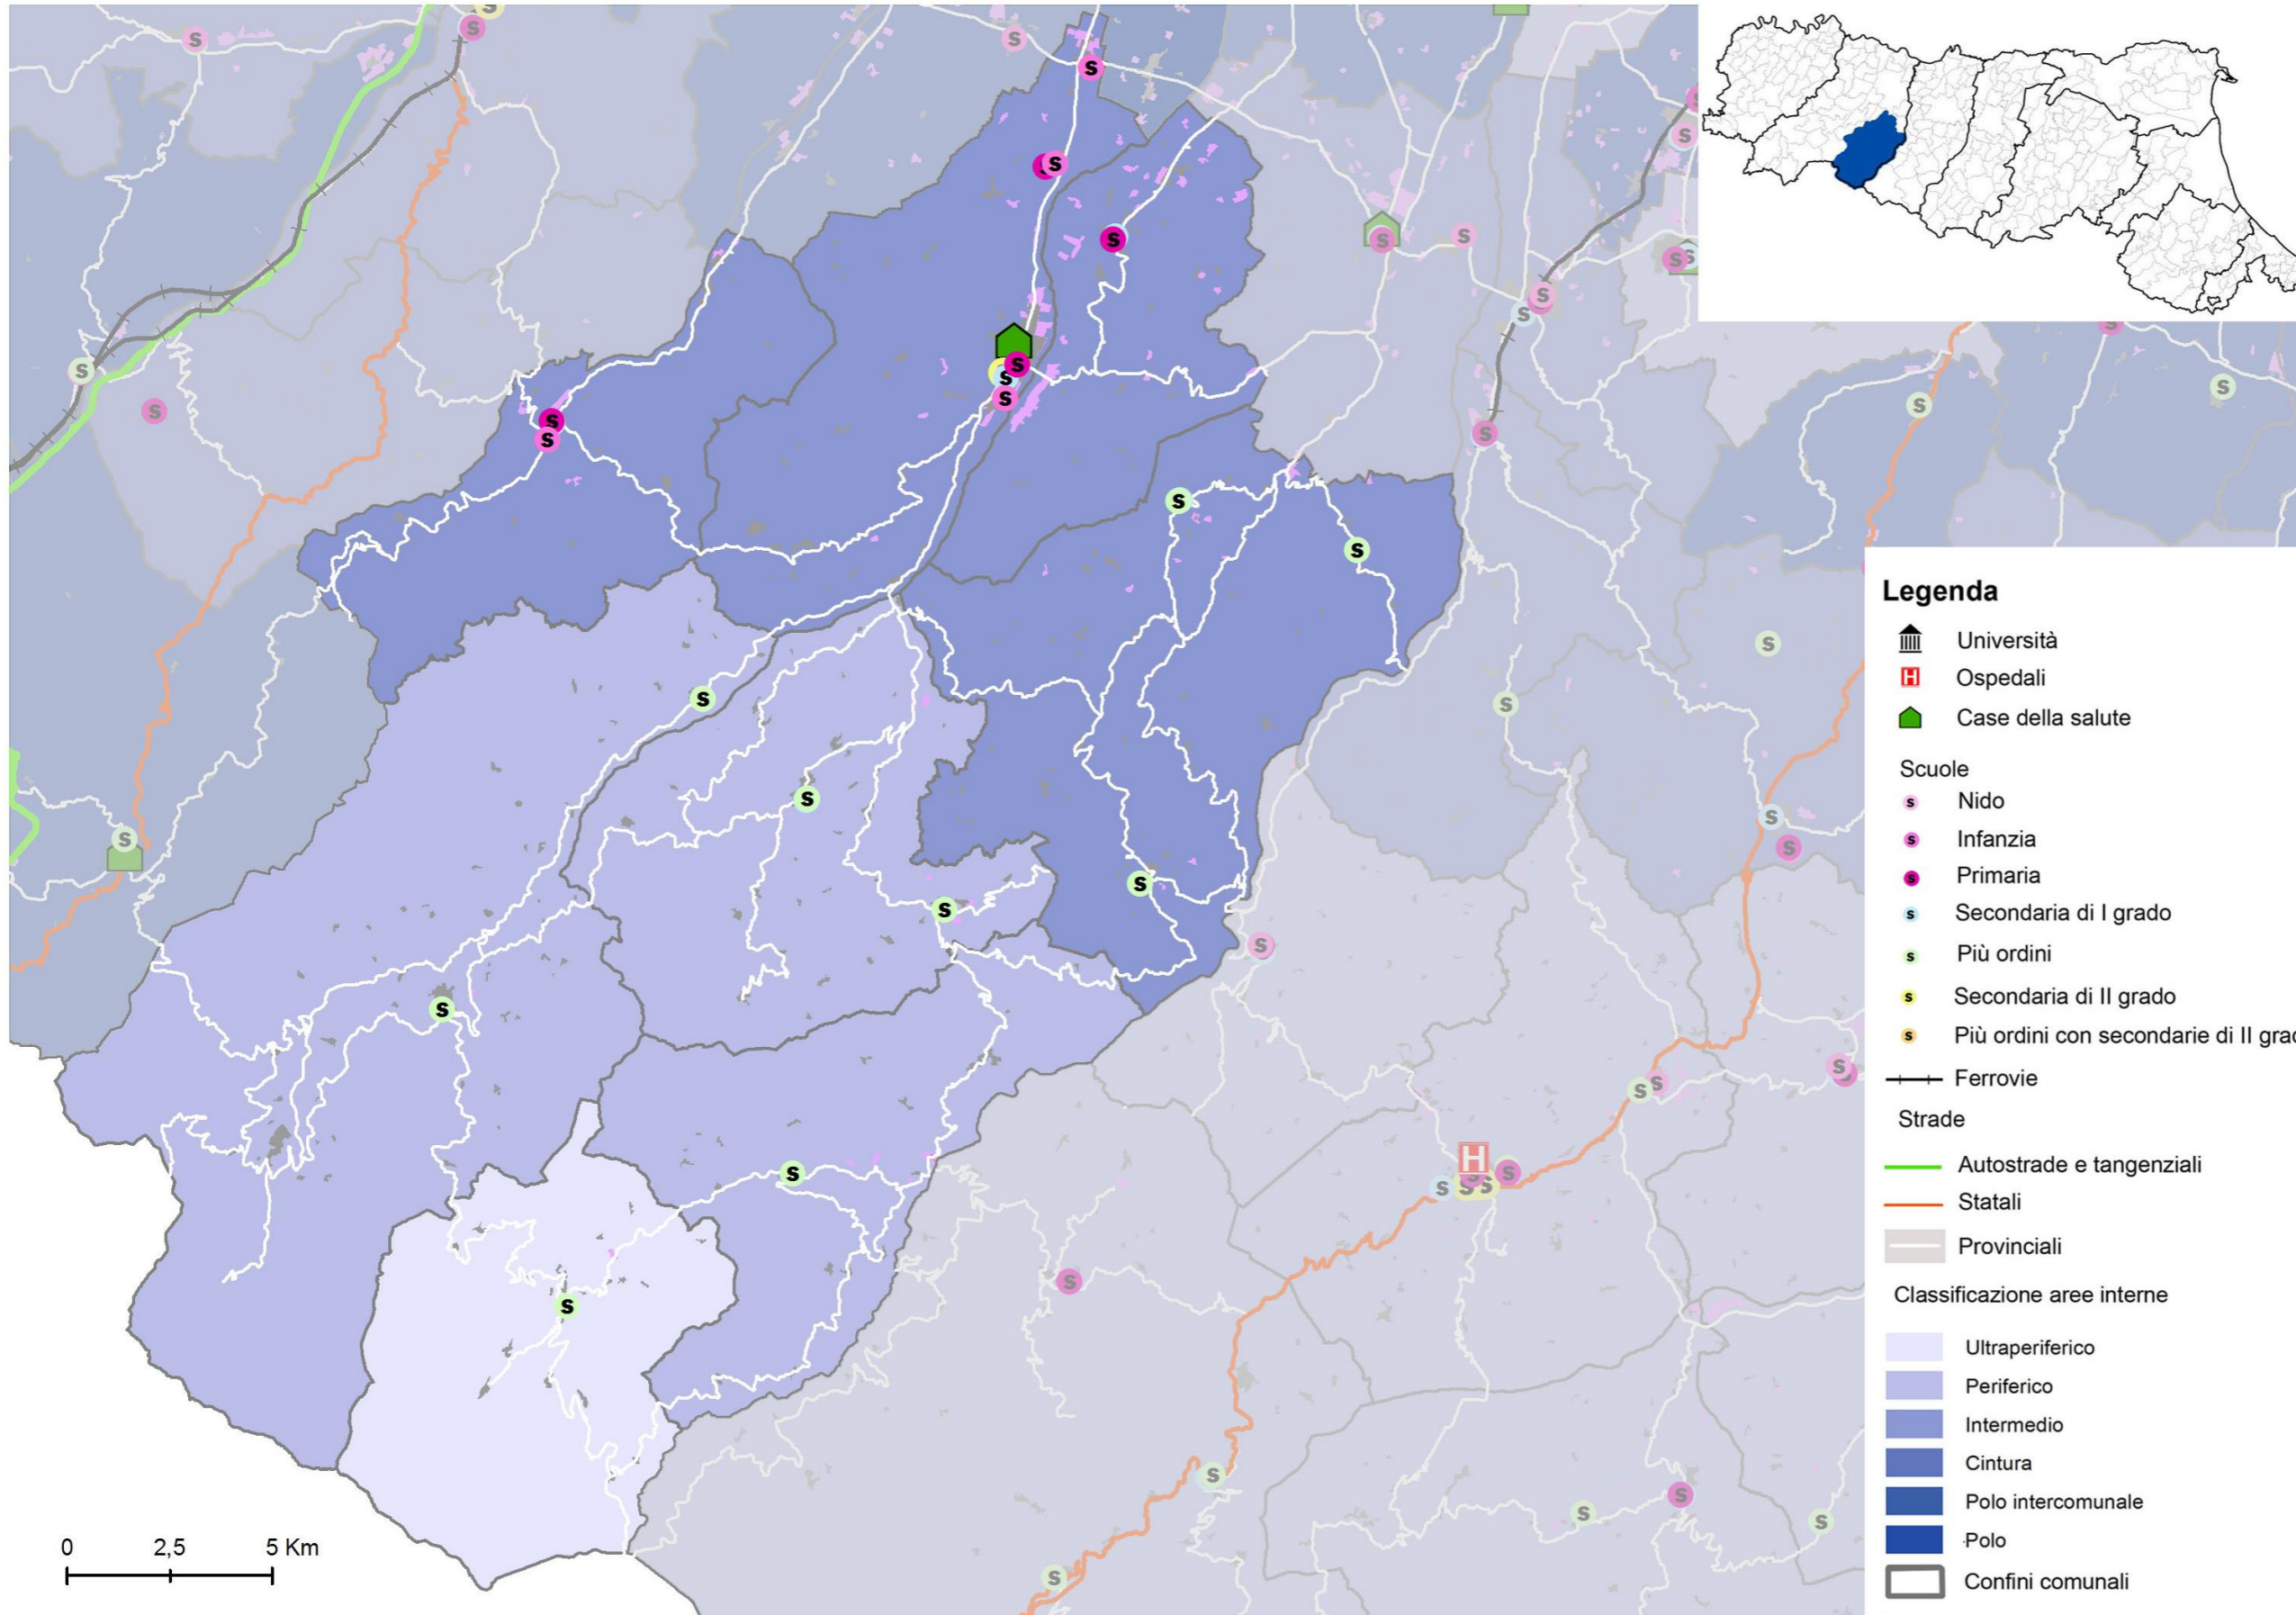 Legenda
Università
H Ospedali
Case della salute
Scuole
s Nido
s Infanzia
s Primaria
s Secondaria di I grado
s Più ordini
s Secondaria di II grado
s Più ordini con secondarie di II grad
Ferrovie
Strade
Autostrade e tangenziali
Statali
Provinciali
Classificazione aree interne
Ultraperiferico
Periferico
Intermedio
Cintura
Polo intercomunale
Polo
Confini comunali
0 2,5 5 Km